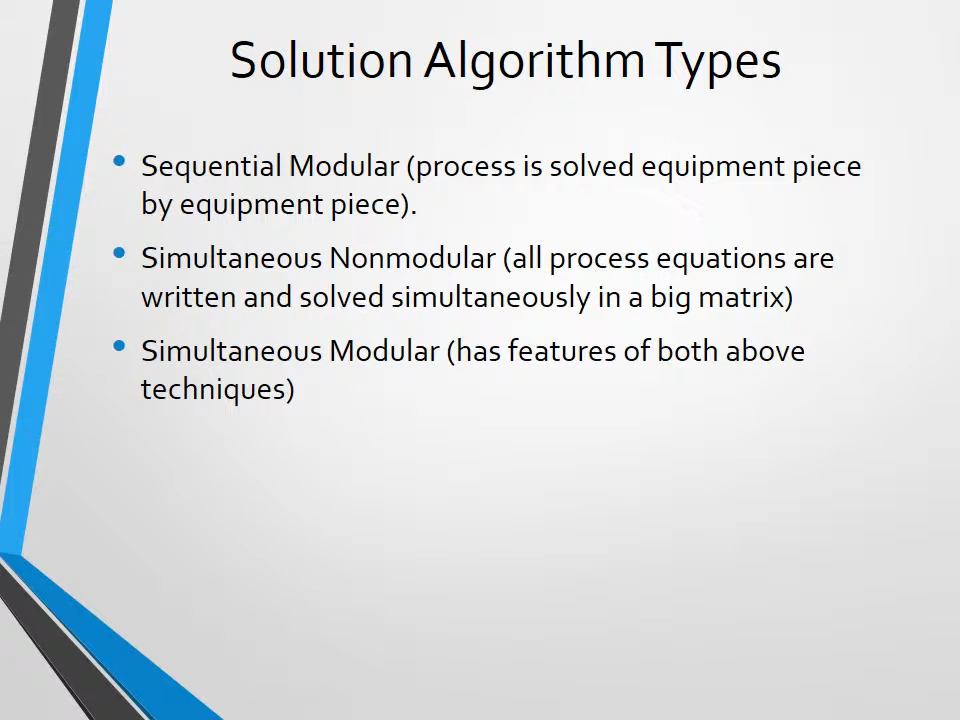 Solution Algorithm Types
• Sequential Modular (process is solved equipment piece
by equipment piece).
• Simultaneous Nonmodular (all process equations are
written and solved simultaneously in a big matrix)
• Simultaneous Modular (has features of both above
techniques)